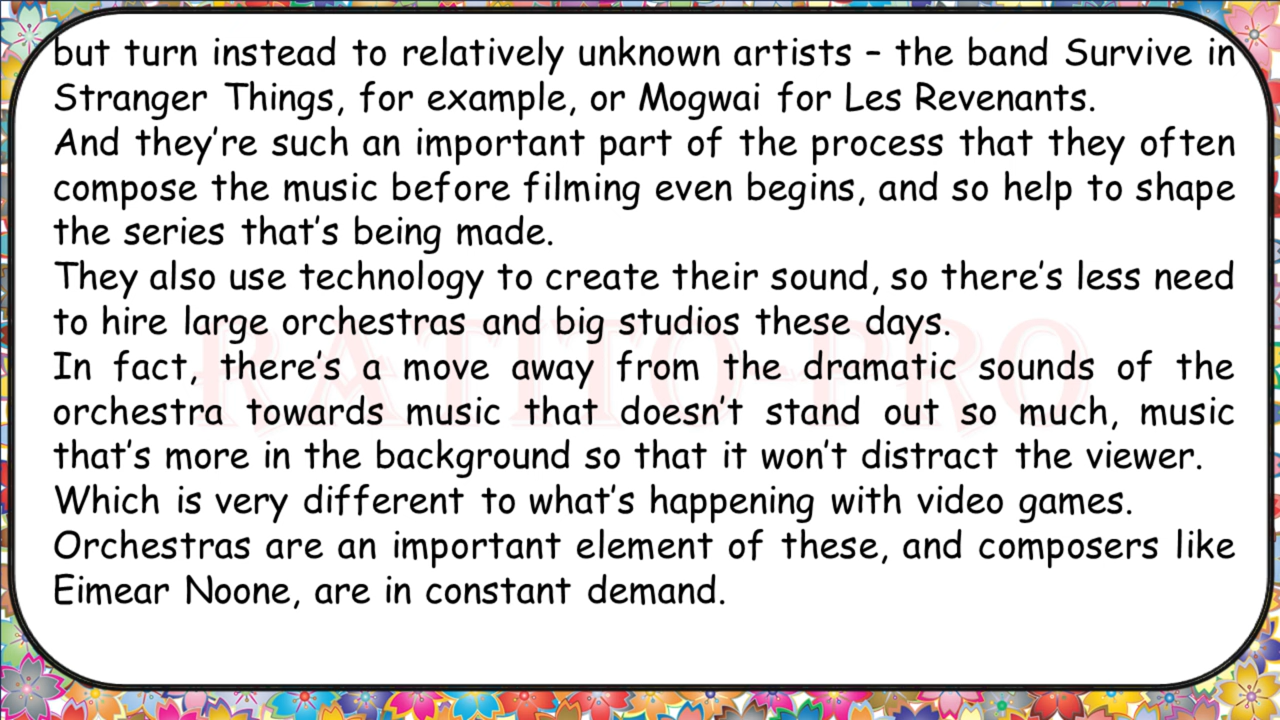 but turn instead to relatively unknown artists – the band Survive in
Stranger Things, for example, or Mogwai for Les Revenants.
And they’re such an important part of the process that they often
compose the music before filming even begins, and so help to shape
the series that’s being made.
They also use technology to create their sound, so there’s less need
to hire large orchestras and big studios these days.
In fact, there’s a move away from the dramatic sounds of the
orchestra towards music that doesn’t stand out so much, music
that’s more in the background so that it won’t distract the viewer.
Which is very different to what’s happening with video games.
Orchestras are an important element of these, and composers like
Eimear Noone, are in constant demand.
RATITO PRO